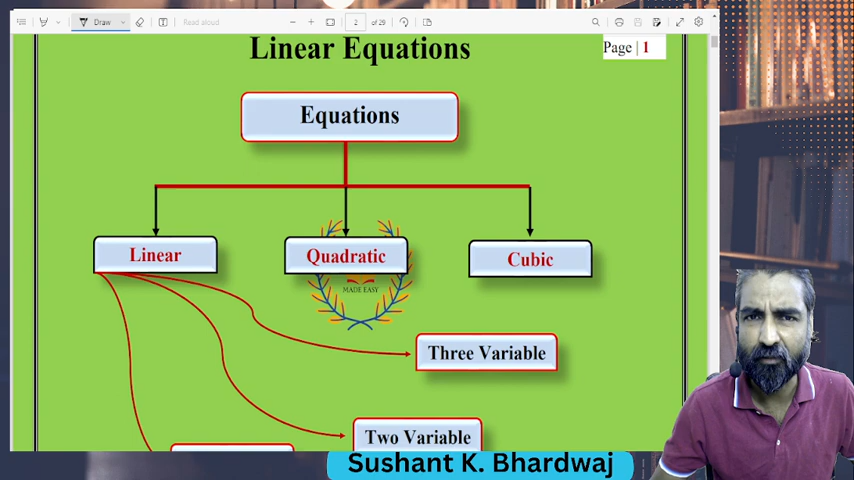 Draw
Read aloud
2
of 29
Linear Equations
Page | 1
Equations
Linear
Quadratic
Cubic
MADE EASY
Three Variable
Two Variable
Sushant K. Bhardwaj